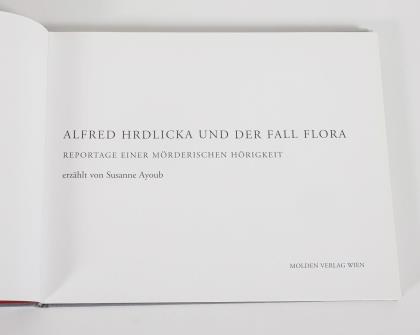 ALFRED HRDLICKA UND DER FALL FLORA
REPORTAGE EINER MÖRDERISCHEN HÖRIGKEIT
erzählt von Susanne Ayoub
MOLDEN VERLAG WIEN